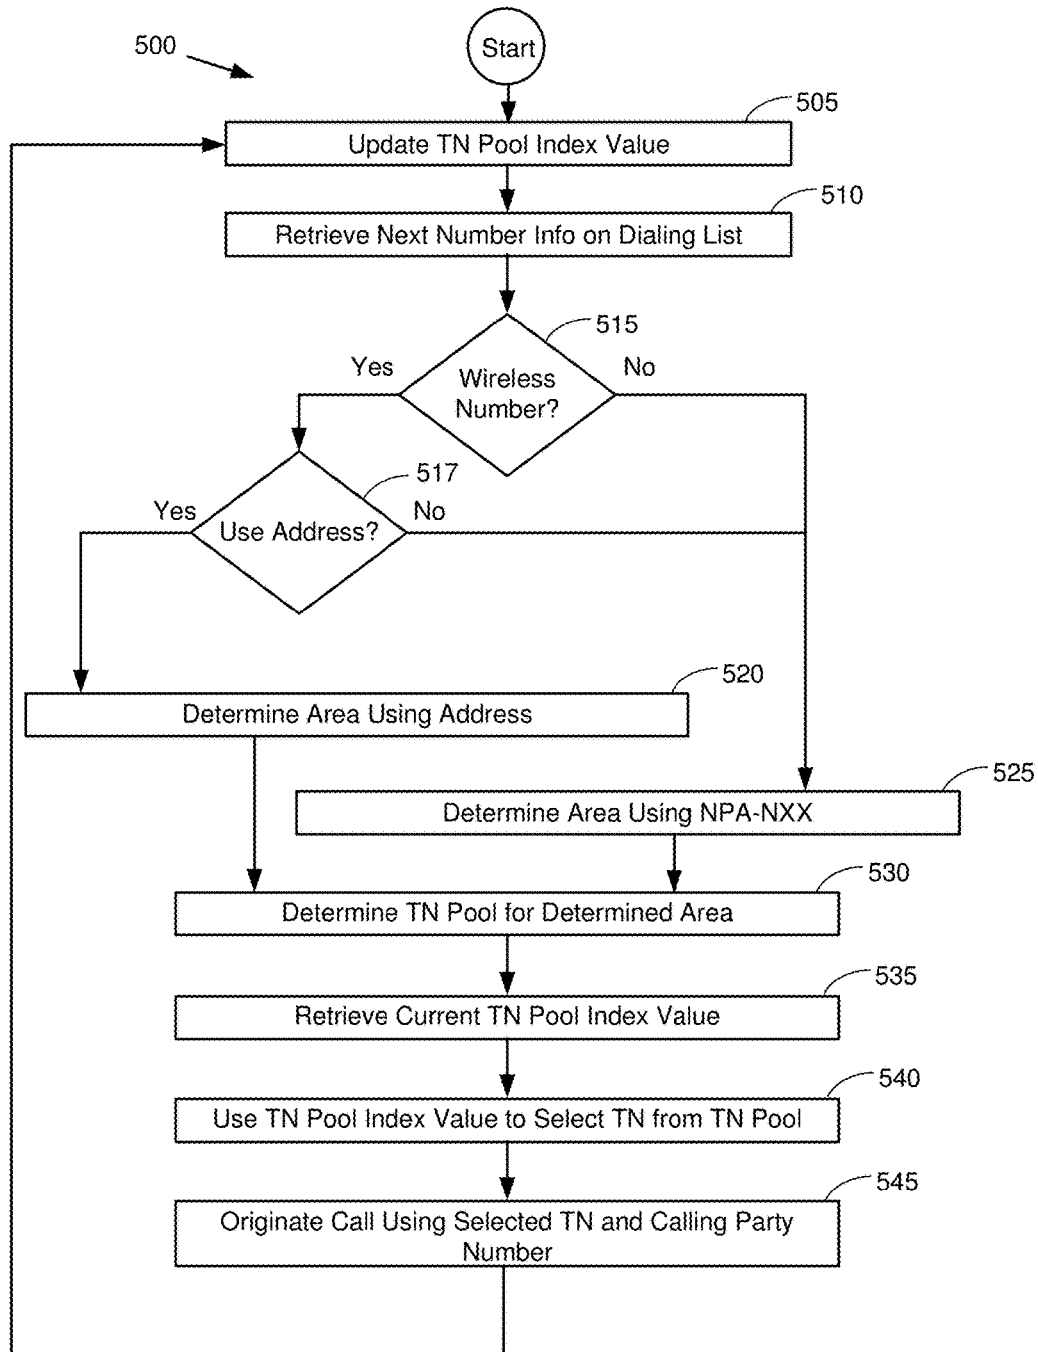 500
Start
505
Update TN Pool Index Value
510
Retrieve Next Number Info on Dialing List
515
Yes
No
Wireless
Number?
517
Yes
No
Use Address?
520
Determine Area Using Address
525
Determine Area Using NPA-NXX
530
Determine TN Pool for Determined Area
535
Retrieve Current TN Pool Index Value
540
Use TN Pool Index Value to Select TN from TN Pool
545
Originate Call Using Selected TN and Calling Party
Number